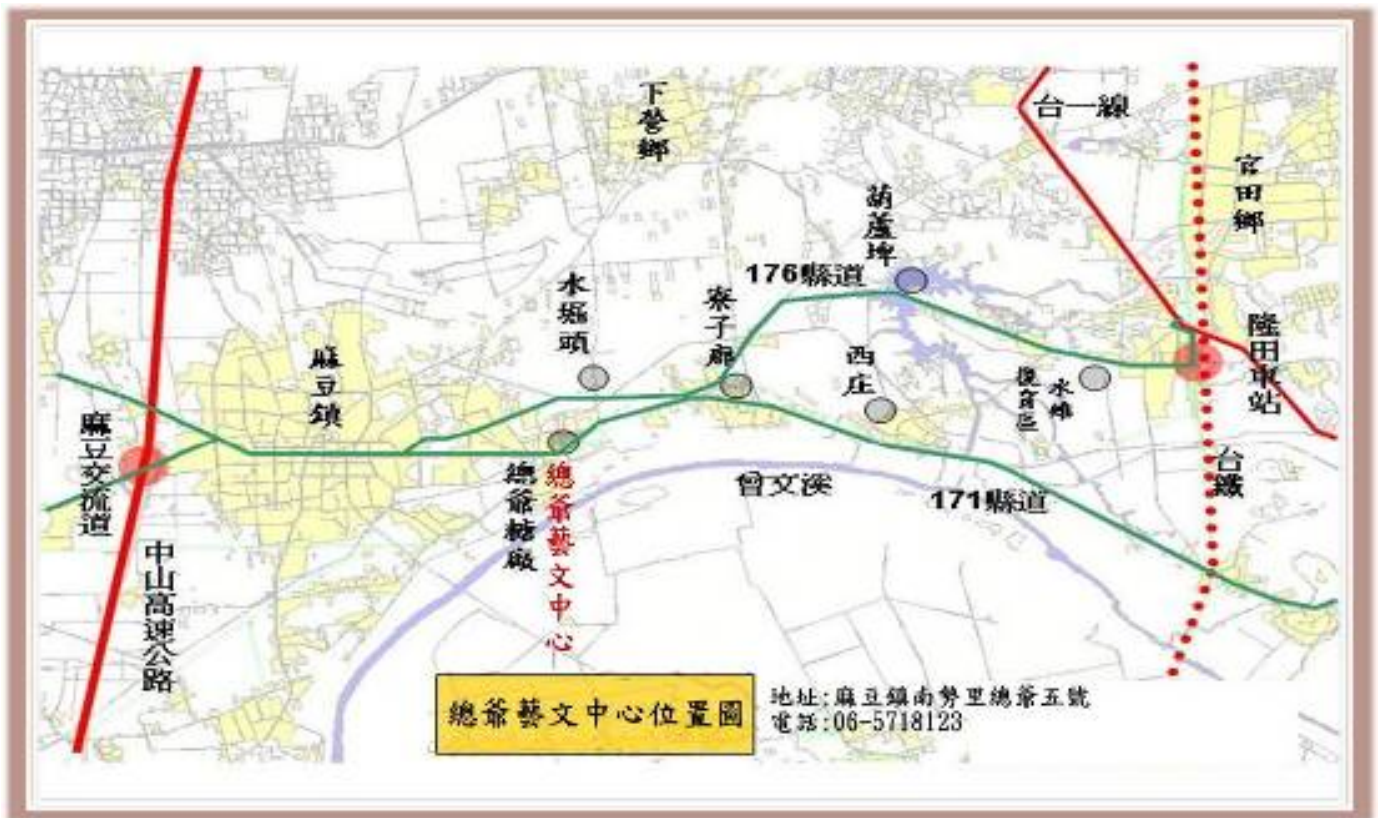 下營鄉
台一線
官田鄉
葫蘆埤
176縣道
水堀頭
寮子廍
麻豆鎮
西庄
水雉
復育區
隆田車站
麻豆交流道
總爺糖廠
總爺藝文中心
曾文溪
171縣道
台鐵
中山高速公路
總爺藝文中心位置圖
地址:麻豆鎮南勢里總爺五號
電話:06-5718123